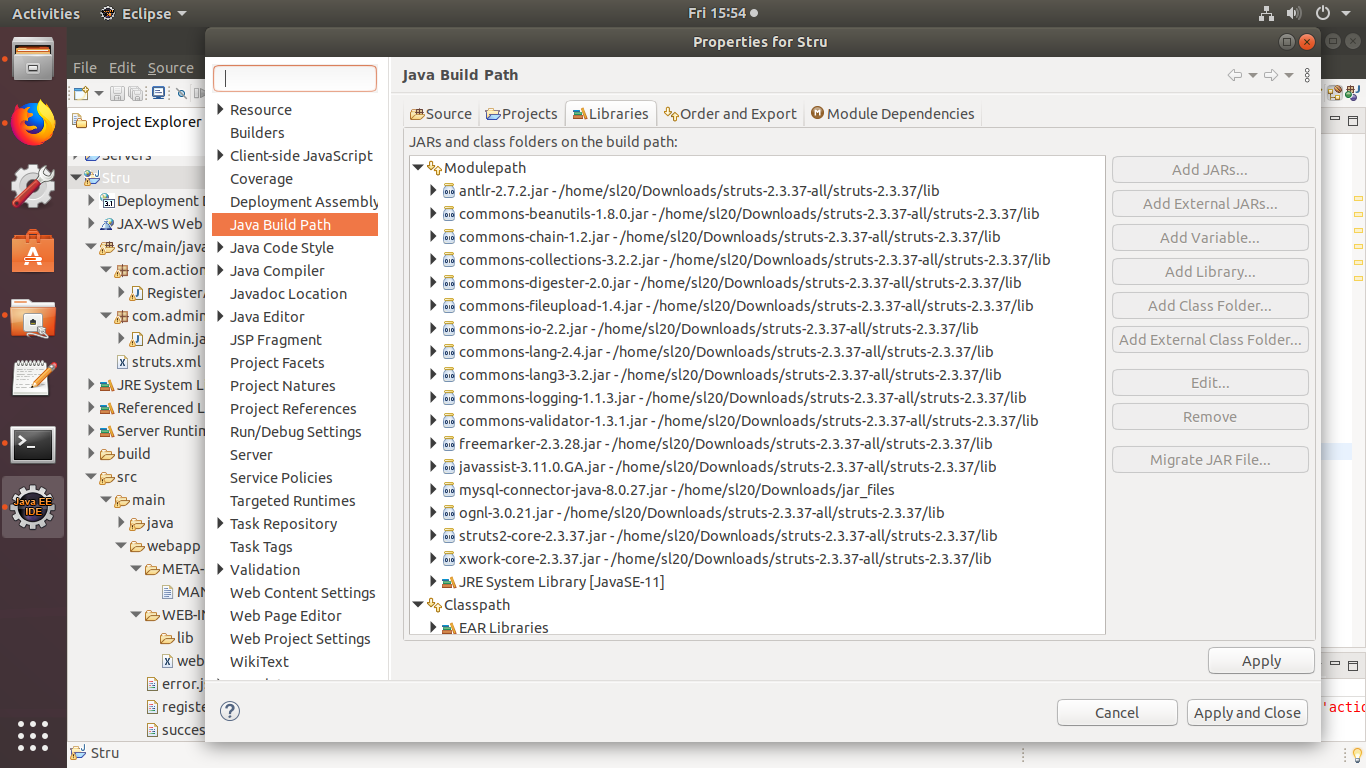 Activities Eclipse Fri 15:54
Properties for Stru
File Edit Source
Project Explorer
Servers
Stru
Deployment
JAX-WS Web
src/main/java
com.action
Register
com.admin
Admin.ja
struts.xml
JRE System L
Referenced L
Server Runtim
build
src
main
java
webapp
META-
MAN
WEB-IN
lib
web
error.j
registe
succes
Java EE
IDE
Stru
Resource
Builders
Client-side JavaScript
Coverage
Deployment Assembly
Java Build Path
Java Code Style
Java Compiler
Javadoc Location
Java Editor
JSP Fragment
Project Facets
Project Natures
Project References
Run/Debug Settings
Server
Service Policies
Targeted Runtimes
Task Repository
Task Tags
Validation
Web Content Settings
Web Page Editor
Web Project Settings
WikiText
Java Build Path
Source Projects Libraries Order and Export Module Dependencies
JARs and class folders on the build path:
Modulepath
antlr-2.7.2.jar - /home/sl20/Downloads/struts-2.3.37-all/struts-2.3.37/lib
commons-beanutils-1.8.0.jar - /home/sl20/Downloads/struts-2.3.37-all/struts-2.3.37/lib
commons-chain-1.2.jar - /home/sl20/Downloads/struts-2.3.37-all/struts-2.3.37/lib
commons-collections-3.2.2.jar - /home/sl20/Downloads/struts-2.3.37-all/struts-2.3.37/lib
commons-digester-2.0.jar - /home/sl20/Downloads/struts-2.3.37-all/struts-2.3.37/lib
commons-fileupload-1.4.jar - /home/sl20/Downloads/struts-2.3.37-all/struts-2.3.37/lib
commons-io-2.2.jar - /home/sl20/Downloads/struts-2.3.37-all/struts-2.3.37/lib
commons-lang-2.4.jar - /home/sl20/Downloads/struts-2.3.37-all/struts-2.3.37/lib
commons-lang3-3.2.jar - /home/sl20/Downloads/struts-2.3.37-all/struts-2.3.37/lib
commons-logging-1.1.3.jar - /home/sl20/Downloads/struts-2.3.37-all/struts-2.3.37/lib
commons-validator-1.3.1.jar - /home/sl20/Downloads/struts-2.3.37-all/struts-2.3.37/lib
freemarker-2.3.28.jar - /home/sl20/Downloads/struts-2.3.37-all/struts-2.3.37/lib
javassist-3.11.0.GA.jar - /home/sl20/Downloads/struts-2.3.37-all/struts-2.3.37/lib
mysql-connector-java-8.0.27.jar - /home/sl20/Downloads/jar_files
ognl-3.0.21.jar - /home/sl20/Downloads/struts-2.3.37-all/struts-2.3.37/lib
struts2-core-2.3.37.jar - /home/sl20/Downloads/struts-2.3.37-all/struts-2.3.37/lib
xwork-core-2.3.37.jar - /home/sl20/Downloads/struts-2.3.37-all/struts-2.3.37/lib
JRE System Library [JavaSE-11]
Classpath
EAR Libraries
Add JARs...
Add External JARs...
Add Variable...
Add Library...
Add Class Folder...
Add External Class Folder...
Edit...
Remove
Migrate JAR File...
Apply
Cancel Apply and Close
'actio